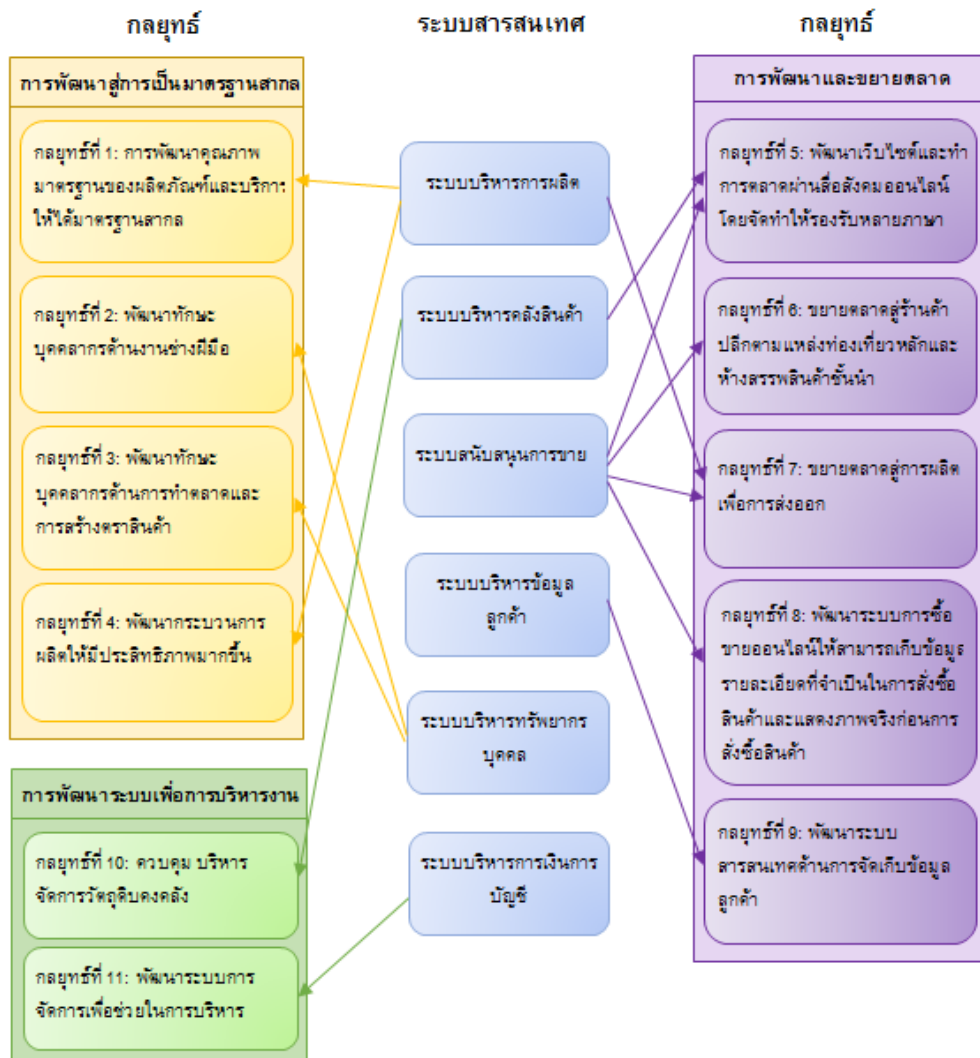 กลยุทธ์
ระบบสารสนเทศ
กลยุทธ์
การพัฒนาสู่การเป็นมาตรฐานสากล
กลยุทธ์ที่ 1: การพัฒนาคุณภาพ
มาตรฐานของผลิตภัณฑ์และบริการ
ให้ได้มาตรฐานสากล
กลยุทธ์ที่ 2: พัฒนาทักษะ
บุคคลากรด้านงานช่างฝีมือ
กลยุทธ์ที่ 3: พัฒนาทักษะ
บุคคลากรด้านการทำตลาดและ
การสร้างตราสินค้า
กลยุทธ์ที่ 4: พัฒนากระบวนการ
ผลิตให้มีประสิทธิภาพมากขึ้น
การพัฒนาระบบเพื่อการบริหารงาน
กลยุทธ์ที่ 10: ควบคุม บริหาร
จัดการวัตถุดิบคงคลัง
กลยุทธ์ที่ 11: พัฒนาระบบการ
จัดการเพื่อช่วยในการบริหาร
ระบบบริหารการผลิต
ระบบบริหารคลังสินค้า
ระบบสนับสนุนการขาย
ระบบบริหารข้อมูล
ลูกค้า
ระบบบริหารทรัพยากร
บุคคล
ระบบบริหารการเงินการ
บัญชี
การพัฒนาและขยายตลาด
กลยุทธ์ที่ 5: พัฒนาเว็บไซต์และทำ
การตลาดผ่านสื่อสังคมออนไลน์
โดยจัดทำให้รองรับหลายภาษา
กลยุทธ์ที่ 6: ขยายตลาดสู่ร้านค้า
ปลีกตามแหล่งท่องเที่ยวหลักและ
ห้างสรรพสินค้าชั้นนำ
กลยุทธ์ที่ 7: ขยายตลาดสู่การผลิต
เพื่อการส่งออก
กลยุทธ์ที่ 8: พัฒนาระบบการซื้อ
ขายออนไลน์ให้สามารถเก็บข้อมูล
รายละเอียดที่จำเป็นในการสั่งซื้อ
สินค้าและแสดงภาพจริงก่อนการ
สั่งซื้อสินค้า
กลยุทธ์ที่ 9: พัฒนาระบบ
สารสนเทศด้านการจัดเก็บข้อมูล
ลูกค้า